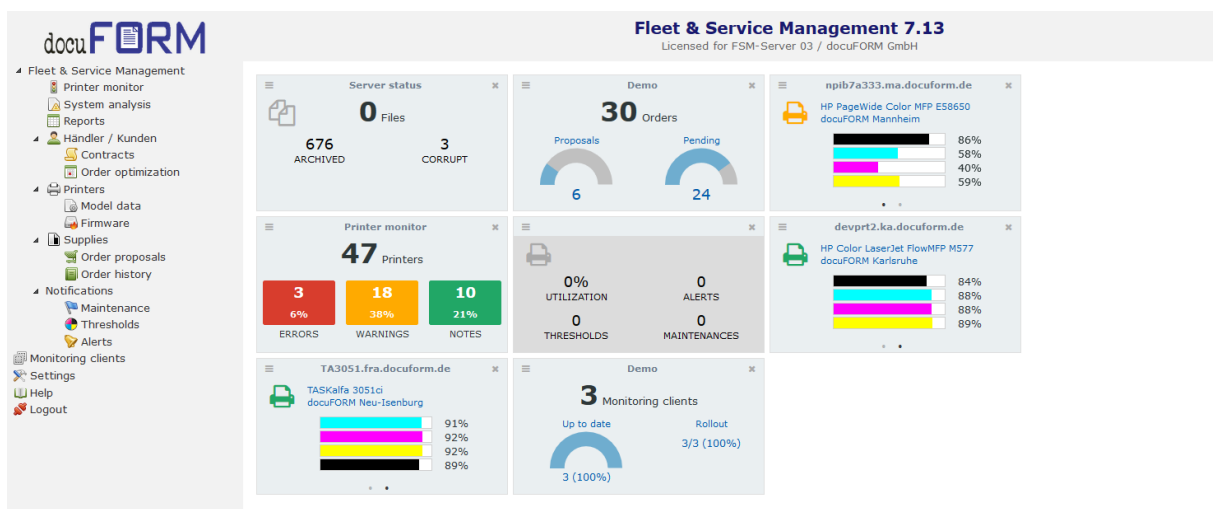 docuFORM
Fleet & Service Management 7.13
Licensed for FSM-Server 03 / docuFORM GmbH
Fleet & Service Management
Printer monitor
System analysis
Reports
Händler / Kunden
Contracts
Order optimization
Printers
Model data
Firmware
Supplies
Order proposals
Order history
Notifications
Maintenance
Thresholds
Alerts
Monitoring clients
Settings
Help
Logout
Server status
0 Files
676 3
ARCHIVED CORRUPT
Demo
30 Orders
Proposals Pending
6 24
npib7a333.ma.docuform.de
HP PageWide Color MFP E58650
docuFORM Mannheim
86%
58%
40%
59%
Printer monitor
47 Printers
3 18 10
6% 38% 21%
ERRORS WARNINGS NOTES
0% 0
UTILIZATION ALERTS
0 0
THRESHOLDS MAINTENANCES
devprt2.ka.docuform.de
HP Color LaserJet FlowMFP M577
docuFORM Karlsruhe
84%
88%
88%
89%
TA3051.fra.docuform.de
TASKalfa 3051ci
docuFORM Neu-Isenburg
91%
92%
92%
89%
Demo
3 Monitoring clients
Up to date Rollout
3/3 (100%)
3 (100%)